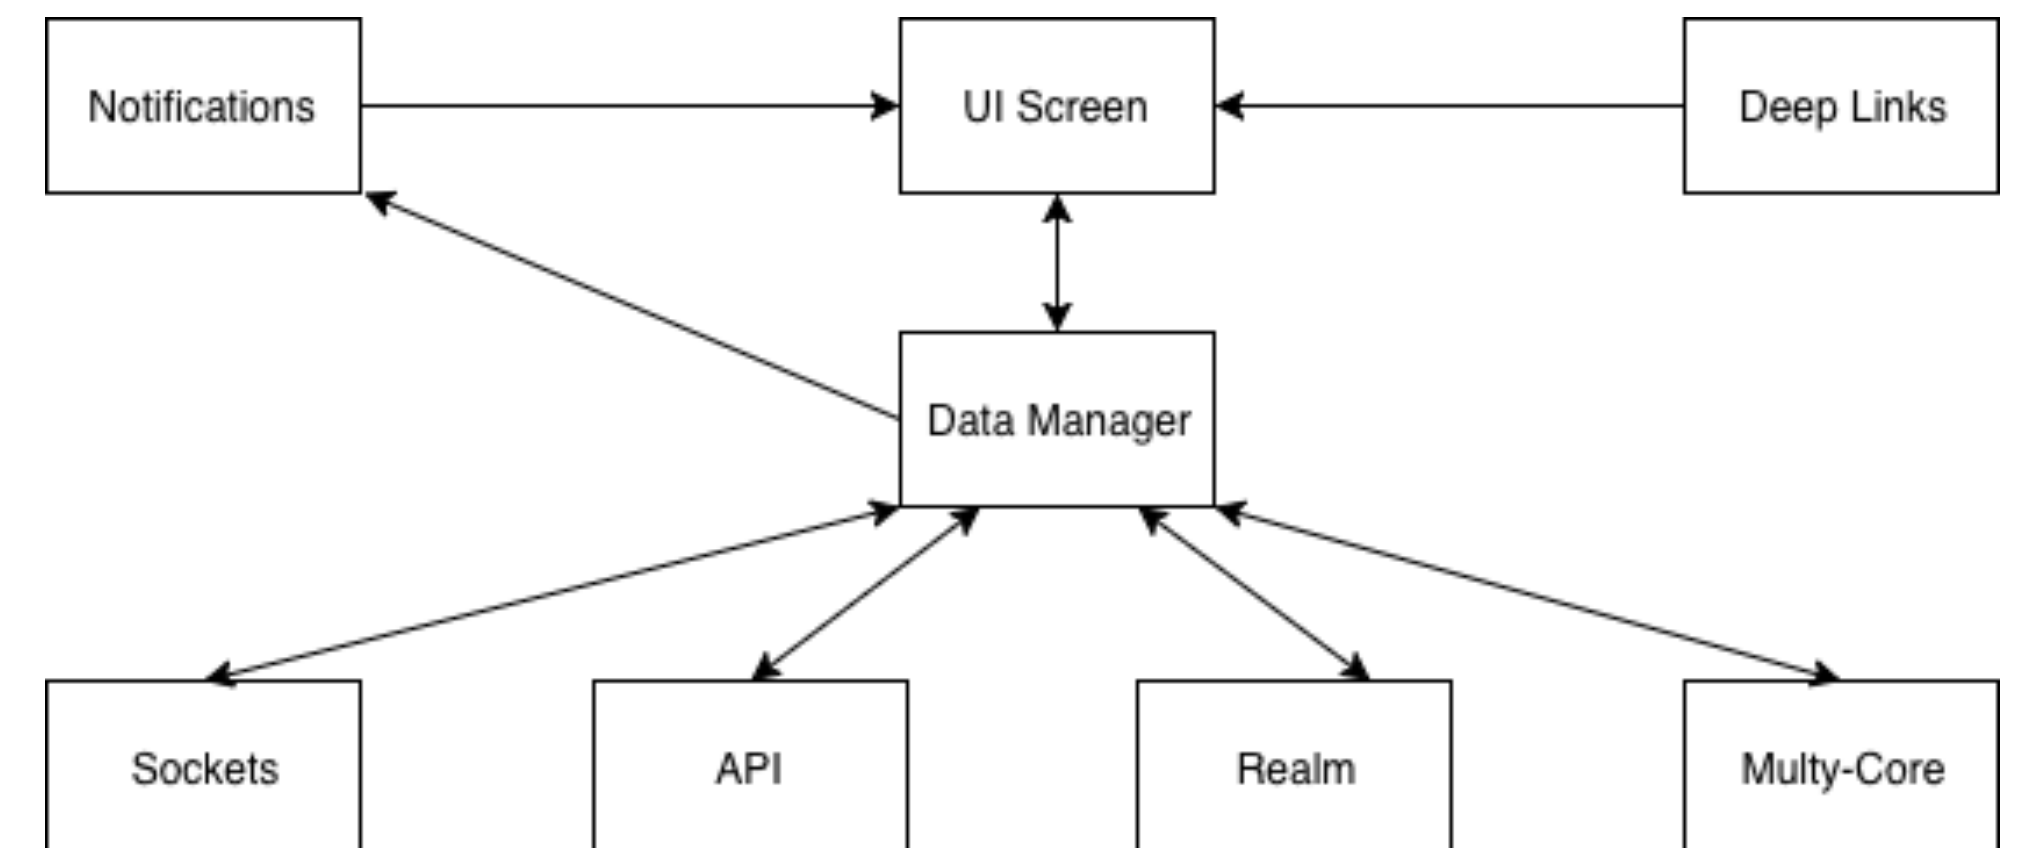 Notifications
UI Screen
Deep Links
Data Manager
Sockets
API
Realm
Multy-Core